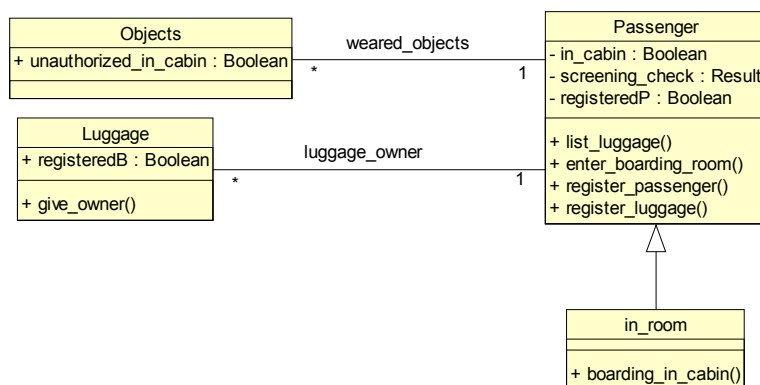 Objects
+ unauthorized_in_cabin : Boolean
weared_objects
*
1
Passenger
- in_cabin : Boolean
- screening_check : Result
- registeredP : Boolean
+ list_luggage()
+ enter_boarding_room()
+ register_passenger()
+ register_luggage()
Luggage
+ registeredB : Boolean
+ give_owner()
luggage_owner
*
1
in_room
+ boarding_in_cabin()